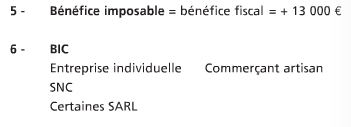 5 - Bénéfice imposable = bénéfice fiscal = + 13 000 €
6 - BIC
Entreprise individuelle Commerçant artisan
SNC
Certaines SARL